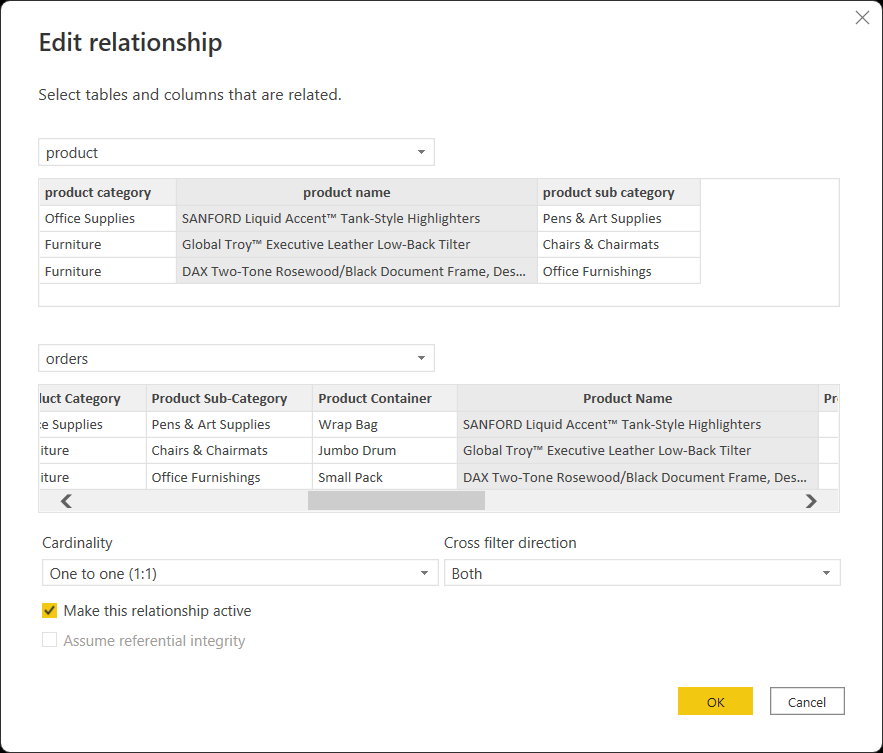 Edit relationship
Select tables and columns that are related.
product
product category product name product sub category
Office Supplies SANFORD Liquid Accent™ Tank-Style Highlighters Pens & Art Supplies
Furniture Global Troy™ Executive Leather Low-Back Tilter Chairs & Chairmats
Furniture DAX Two-Tone Rosewood/Black Document Frame, Des... Office Furnishings
orders
luct Category Product Sub-Category Product Container Product Name Pr
e Supplies Pens & Art Supplies Wrap Bag SANFORD Liquid Accent™ Tank-Style Highlighters
iture Chairs & Chairmats Jumbo Drum Global Troy™ Executive Leather Low-Back Tilter
iture Office Furnishings Small Pack DAX Two-Tone Rosewood/Black Document Frame, Des...
Cardinality Cross filter direction
One to one (1:1) Both
Make this relationship active
Assume referential integrity
OK Cancel